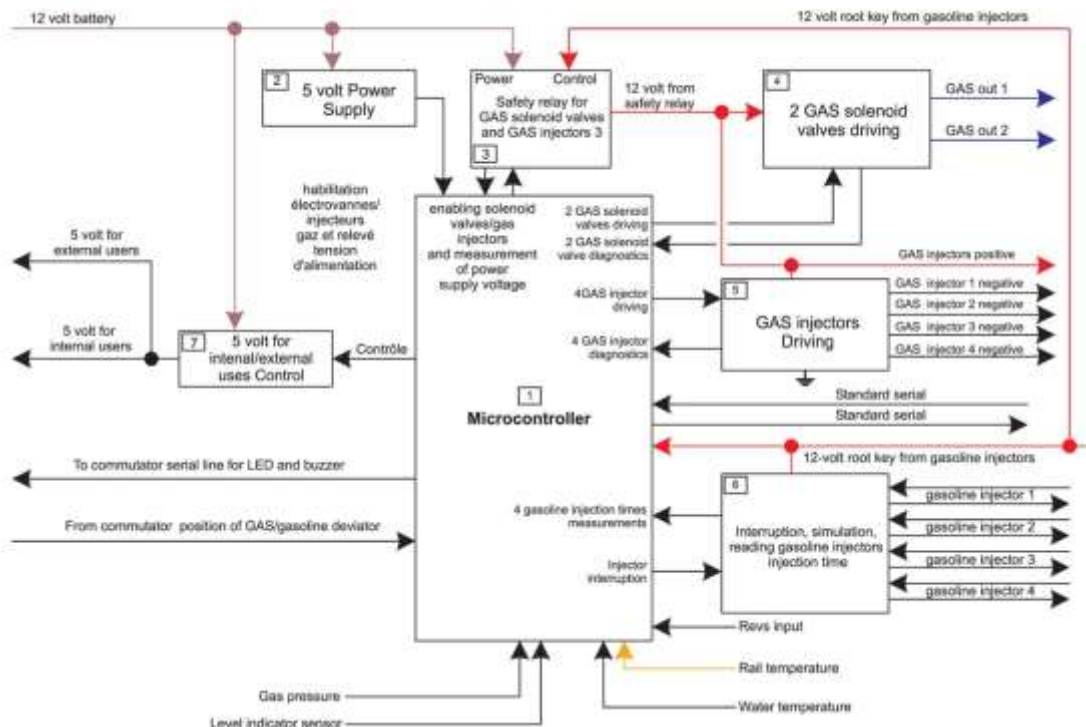 12 volt battery
12 volt root key from gasoline injectors
2
5 volt Power
Supply
Power
Control
Safety relay for
GAS solenoid valves
and GAS injectors 3
3
12 volt from
safety relay
4
2 GAS solenoid
valves driving
GAS out 1
GAS out 2
habilitation
électrovannes/
injecteurs
gaz et relevé
tension
d'alimentation
enabling solenoid
valves/gas
injectors
and measurement
of power
supply voltage
2 GAS solenoid
valves driving
2 GAS solenoid
valve diagnostics
GAS injectors positive
5 volt for
external users
4GAS injector
driving
5
GAS injectors
Driving
GAS injector 1 negative
GAS injector 2 negative
GAS injector 3 negative
GAS injector 4 negative
5 volt for
internal users
7
5 volt for
intenal/external
uses Control
Contrôle
4 GAS injector
diagnostics
1
Microcontroller
Standard serial
Standard serial
To commutator serial line for LED and buzzer
12-volt root key from gasoline injectors
6
Interruption, simulation,
reading gasoline injectors
injection time
gasoline injector 1
gasoline injector 2
gasoline injector 3
gasoline injector 4
From commutator position of GAS/gasoline deviator
4 gasoline injection times
measurements
Injector
interruption
Revs input
Rail temperature
Gas pressure
Water temperature
Level indicator sensor